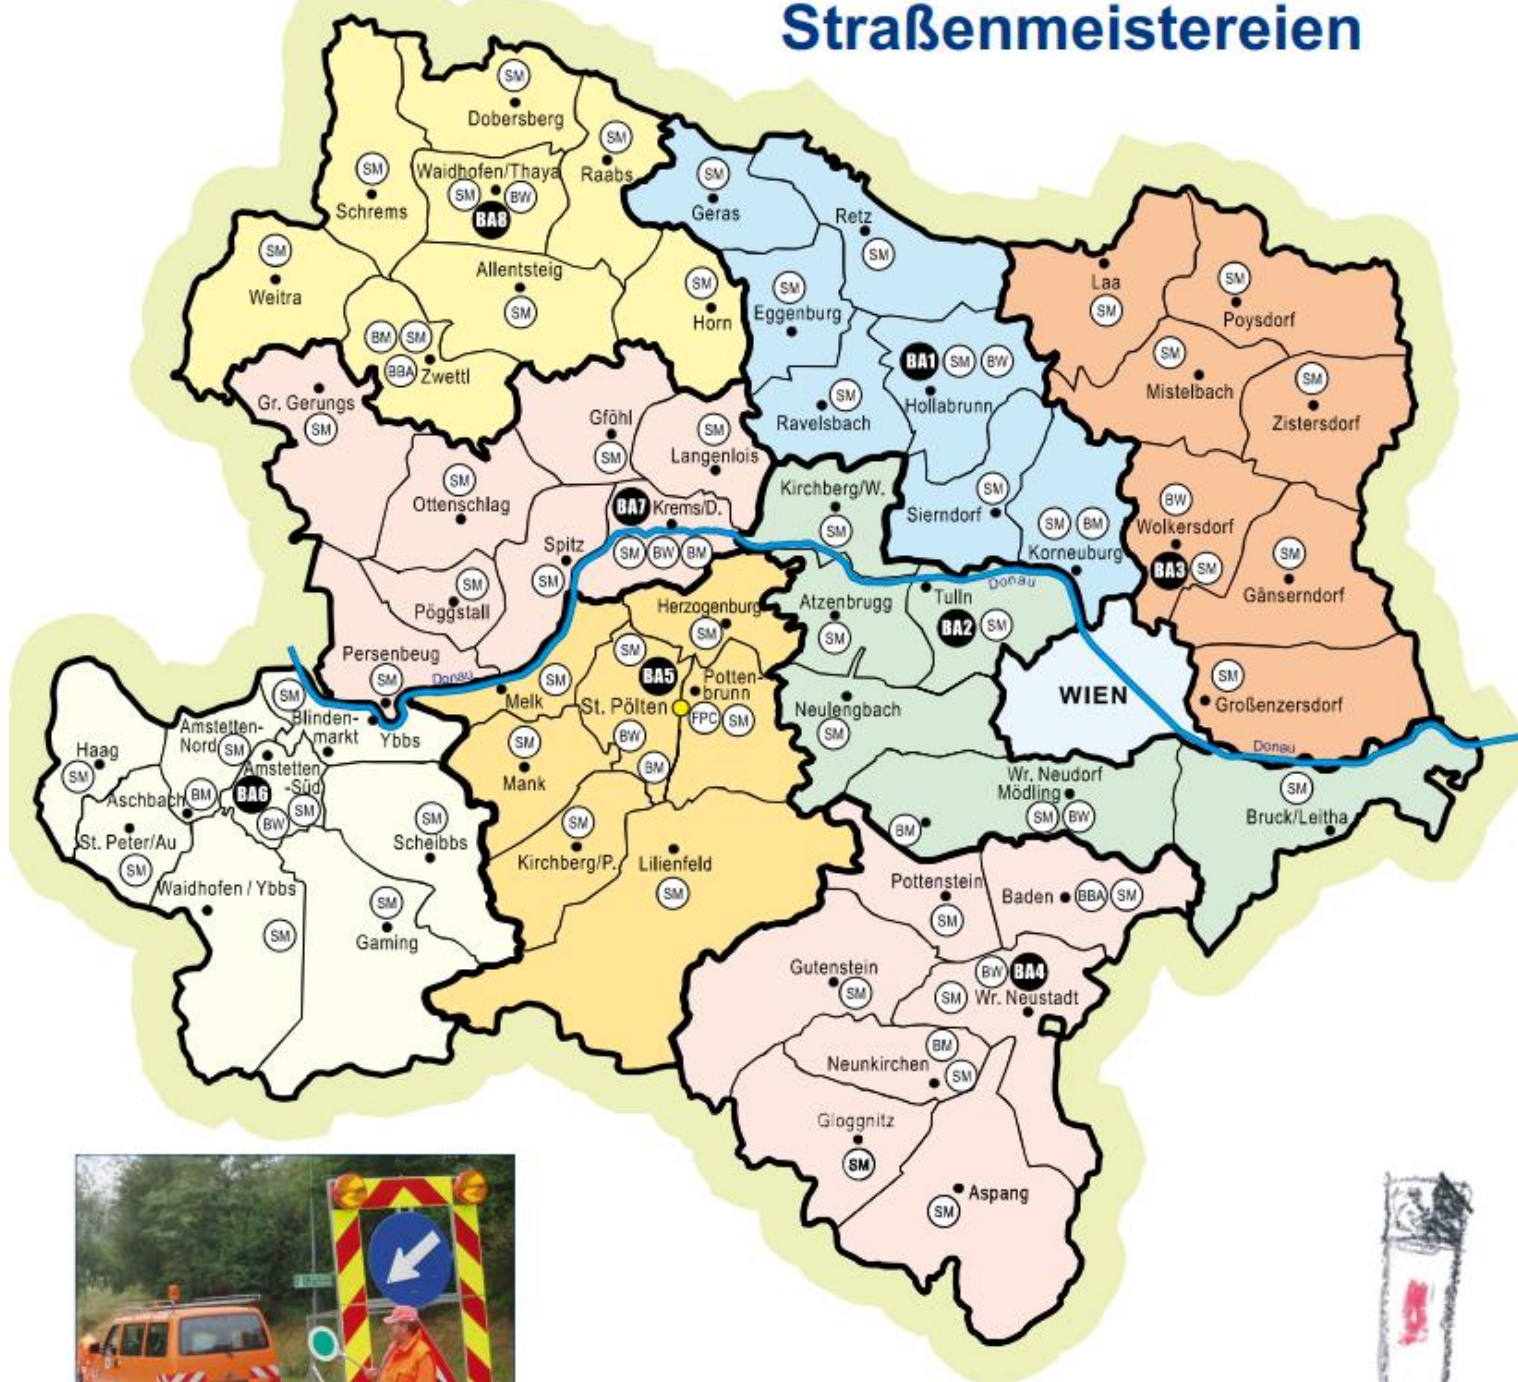 Straßenmeistereien
SM
Dobersberg
SM
Raabs
SM
Schrems
Waidhofen/Thaya
SM BW
BA8
SM
Weitra
Allentsteig
SM
SM
Horn
BM SM
BBA Zwettl
SM
Geras
Retz
SM
SM
Eggenburg
BA1 SM BW
Hollabrunn
SM
Ravelsbach
SM
Sierndorf
SM BM
Korneuburg
Laa
SM
SM
Poysdorf
SM
Mistelbach
SM
Zistersdorf
BW
Wolkersdorf
BA3 SM
SM
Gänserndorf
SM
Großenzersdorf
Gr. Gerungs
SM
Gföhl
SM
SM
Langenlois
SM
Ottenschlag
BA7 Krems/D.
SM BW BM
Spitz
SM
SM
Pöggstall
Persenbeug
SM
Donau
Kirchberg/W.
SM
Atzenbrugg
SM
Donau
Tulln
BA2 SM
WIEN
Neulengbach
SM
Wr. Neudorf
Mödling
SM BW
BM
Donau
SM
Bruck/Leitha
Herzogenburg
SM
SM
BA5
Potten-
brunn
FPC SM
St. Pölten
BW
BM
SM
Melk
SM
Mank
SM
Kirchberg/P.
Lilienfeld
SM
SM
Blinden-
markt
Ybbs
Amstetten-
Nord SM
Haag
SM
Amstetten
-Süd
BA6 SM
BW
Aschbach BM
St. Peter/Au
SM
Waidhofen / Ybbs
SM
SM
Scheibbs
SM
Gaming
Pottenstein
SM
Baden BBA SM
Gutenstein
SM
BW BA4
SM Wr. Neustadt
BM
Neunkirchen
SM
Gloggnitz
SM
Aspang
SM